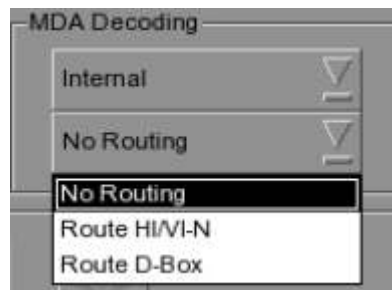 MDA Decoding
Internal
No Routing
No Routing
Route HI/VI-N
Route D-Box